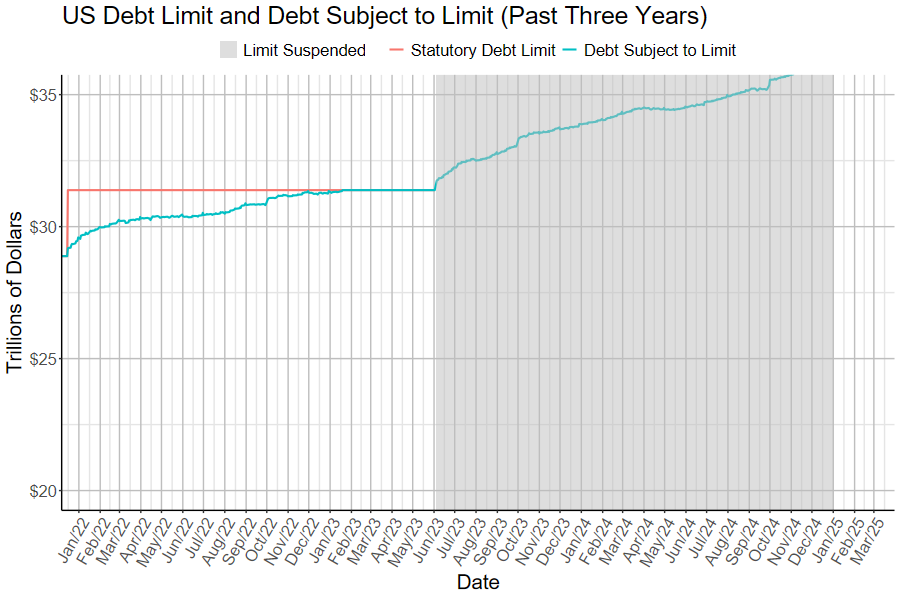 US Debt Limit and Debt Subject to Limit (Past Three Years)
Limit Suspended Statutory Debt Limit Debt Subject to Limit
Trillions of Dollars
$35
$30
$25
$20
Jan/22 Feb/22 Mar/22 Apr/22 May/22 Jun/22 Jul/22 Aug/22 Sep/22 Oct/22 Nov/22 Dec/22 Jan/23 Feb/23 Mar/23 Apr/23 May/23 Jun/23 Jul/23 Aug/23 Sep/23 Oct/23 Nov/23 Dec/23 Jan/24 Feb/24 Mar/24 Apr/24 May/24 Jun/24 Jul/24 Aug/24 Sep/24 Oct/24 Nov/24 Dec/24 Jan/25 Feb/25 Mar/25
Date